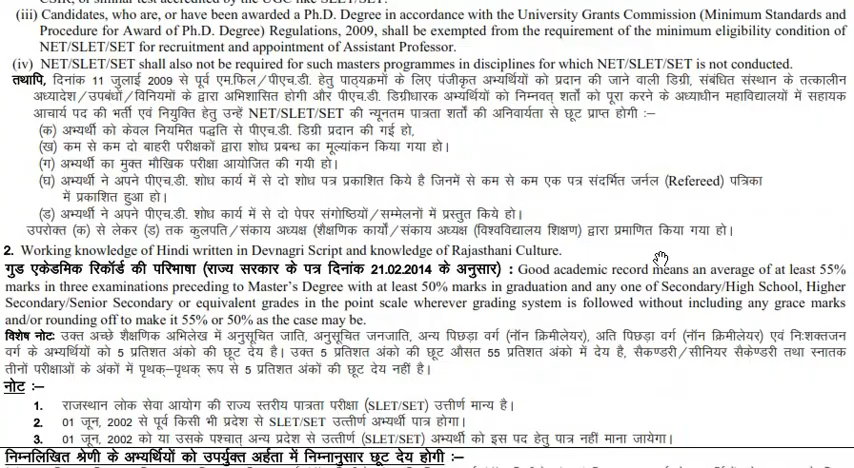 CSIR, or similar test accredited by the UGC like SLET/SET.
(iii) Candidates, who are, or have been awarded a Ph.D. Degree in accordance with the University Grants Commission (Minimum Standards and
Procedure for Award of Ph.D. Degree) Regulations, 2009, shall be exempted from the requirement of the minimum eligibility condition of
NET/SLET/SET for recruitment and appointment of Assistant Professor.
(iv) NET/SLET/SET shall also not be required for such masters programmes in disciplines for which NET/SLET/SET is not conducted.
तथापि, दिनांक 11 जुलाई 2009 से पूर्व एम.फिल/पीएच.डी. हेतु पाठ्यक्रमों के लिए पंजीकृत अभ्यर्थियों को प्रदान की जाने वाली डिग्री, संबंधित संस्थान के तत्कालीन
अध्यादेश/उपबंधों/विनियमों के द्वारा अभिशासित होगी और पीएच.डी. डिग्रीधारक अभ्यर्थियों को निम्नवत् शर्तों को पूरा करने के अध्याधीन महाविद्यालयों में सहायक
आचार्य पद की भर्ती एवं नियुक्ति हेतु उन्हें NET/SLET/SET की न्यूनतम पात्रता शर्तों की अनिवार्यता से छूट प्राप्त होगी :–
(क) अभ्यर्थी को केवल नियमित पद्धति से पीएच.डी. डिग्री प्रदान की गई हो,
(ख) कम से कम दो बाहरी परीक्षकों द्वारा शोध प्रबन्ध का मूल्यांकन किया गया हो।
(ग) अभ्यर्थी का मुक्त मौखिक परीक्षा आयोजित की गयी हो।
(घ) अभ्यर्थी ने अपने पीएच.डी. शोध कार्य में से दो शोध पत्र प्रकाशित किये है जिनमें से कम से कम एक पत्र संदर्भित जर्नल (Refereed) पत्रिका
में प्रकाशित हुआ हो।
(ड) अभ्यर्थी ने अपने पीएच.डी. शोध कार्य में से दो पेपर संगोष्ठियों/सम्मेलनों में प्रस्तुत किये हो।
उपरोक्त (क) से लेकर (ड) तक कुलपति/संकाय अध्यक्ष (शैक्षणिक कार्यों/संकाय अध्यक्ष (विश्वविद्यालय शिक्षण) द्वारा प्रमाणित किया गया हो।
2. Working knowledge of Hindi written in Devnagri Script and knowledge of Rajasthani Culture.
गुड एकेडमिक रिकॉर्ड की परिभाषा (राज्य सरकार के पत्र दिनांक 21.02.2014 के अनुसार) : Good academic record means an average of at least 55%
marks in three examinations preceding to Master's Degree with at least 50% marks in graduation and any one of Secondary/High School, Higher
Secondary/Senior Secondary or equivalent grades in the point scale wherever grading system is followed without including any grace marks
and/or rounding off to make it 55% or 50% as the case may be.
विशेष नोटः उक्त अच्छे शैक्षणिक अभिलेख में अनुसूचित जाति, अनुसूचित जनजाति, अन्य पिछड़ा वर्ग (नॉन क्रिमीलेयर), अति पिछड़ा वर्ग (नॉन क्रिमीलेयर) एवं निःशक्तजन
वर्ग के अभ्यर्थियों को 5 प्रतिशत अंको की छूट देय है। उक्त 5 प्रतिशत अंको की छूट औसत 55 प्रतिशत अंको में देय है, सैकण्डरी/सीनियर सैकेण्डरी तथा स्नातक
तीनों परीक्षाओं के अंकों में पृथक्–पृथक् रूप से 5 प्रतिशत अंकों की छूट देय नहीं है।
नोट :–
1. राजस्थान लोक सेवा आयोग की राज्य स्तरीय पात्रता परीक्षा (SLET/SET) उत्तीर्ण मान्य है।
2. 01 जून, 2002 से पूर्व किसी भी प्रदेश से SLET/SET उत्तीर्ण अभ्यर्थी पात्र होगा।
3. 01 जून, 2002 को या उसके पश्चात् अन्य प्रदेश से उत्तीर्ण (SLET/SET) अभ्यर्थी को इस पद हेतु पात्र नहीं माना जायेगा।
निम्नलिखित श्रेणी के अभ्यर्थियों को उपर्युक्त अर्हता में निम्नानुसार छूट देय होगी :–